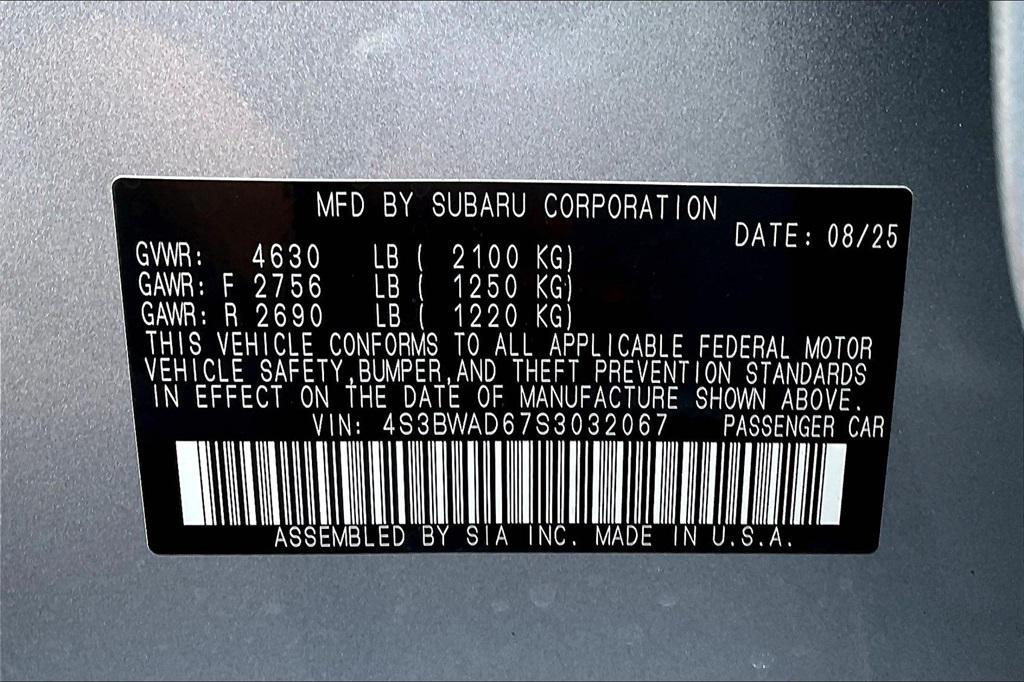 MFD BY SUBARU CORPORATION
DATE: 08/25
GVWR: 4630 LB ( 2100 KG)
GAWR: F 2756 LB ( 1250 KG)
GAWR: R 2690 LB ( 1220 KG)
THIS VEHICLE CONFORMS TO ALL APPLICABLE FEDERAL MOTOR
VEHICLE SAFETY,BUMPER,AND THEFT PREVENTION STANDARDS
IN EFFECT ON THE DATE OF MANUFACTURE SHOWN ABOVE.
VIN: 4S3BWAD67S3032067 PASSENGER CAR
ASSEMBLED BY SIA INC. MADE IN U.S.A.